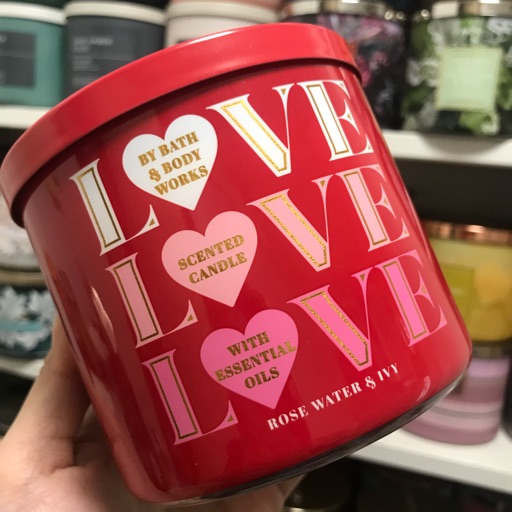 LOVE
BY BATH
& BODY
WORKS
LOVE
SCENTED
CANDLE
LOVE
WITH
ESSENTIAL
OILS
ROSE WATER & IVY